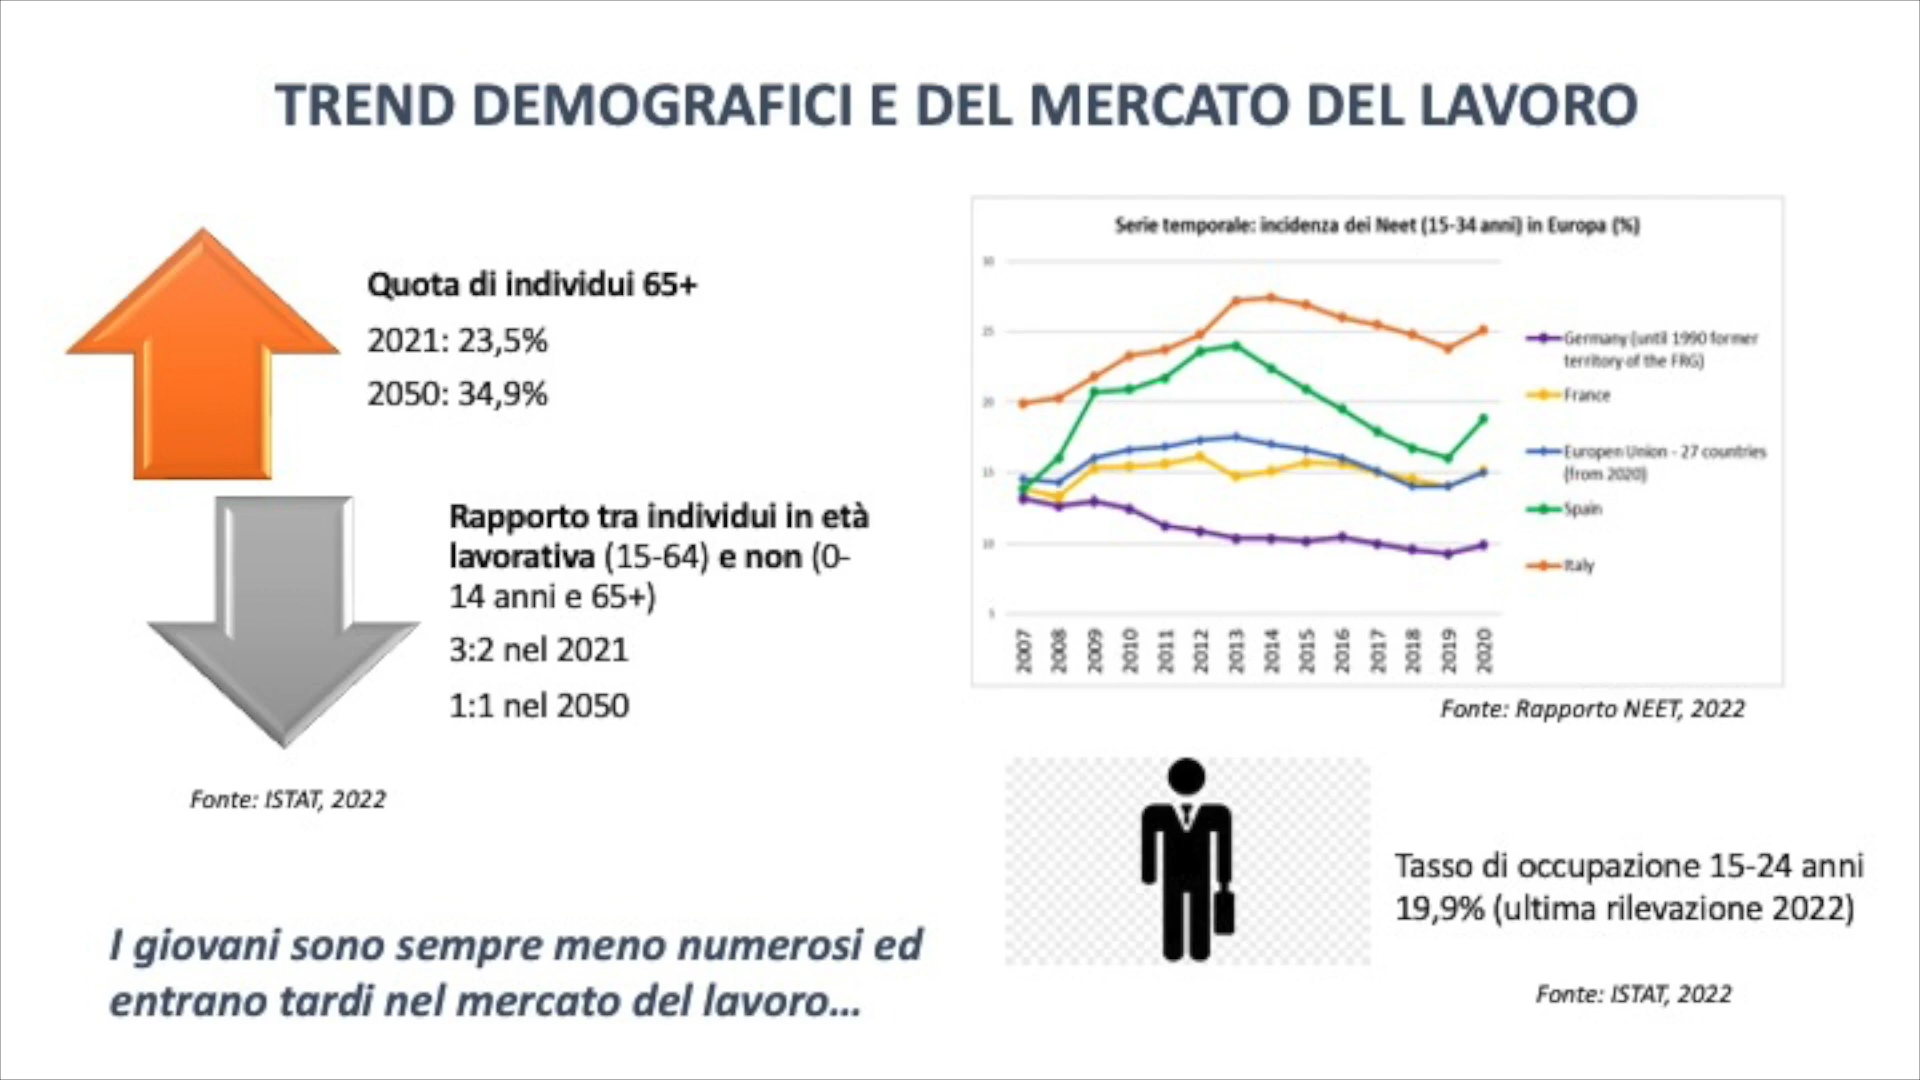 TREND DEMOGRAFICI E DEL MERCATO DEL LAVORO
Quota di individui 65+
2021: 23,5%
2050: 34,9%
Rapporto tra individui in età
lavorativa (15-64) e non (0-
14 anni e 65+)
3:2 nel 2021
1:1 nel 2050
Fonte: ISTAT, 2022
I giovani sono sempre meno numerosi ed
entrano tardi nel mercato del lavoro...
Serie temporale: incidenza dei Neet (15-34 anni) in Europa (%)
30
25
20
15
10
5
2007 2008 2009 2010 2011 2012 2013 2014 2015 2016 2017 2018 2019 2020
Germany (until 1990 former
territory of the FRG)
France
Europen Union - 27 countries
(from 2020)
Spain
Italy
Fonte: Rapporto NEET, 2022
Tasso di occupazione 15-24 anni
19,9% (ultima rilevazione 2022)
Fonte: ISTAT, 2022